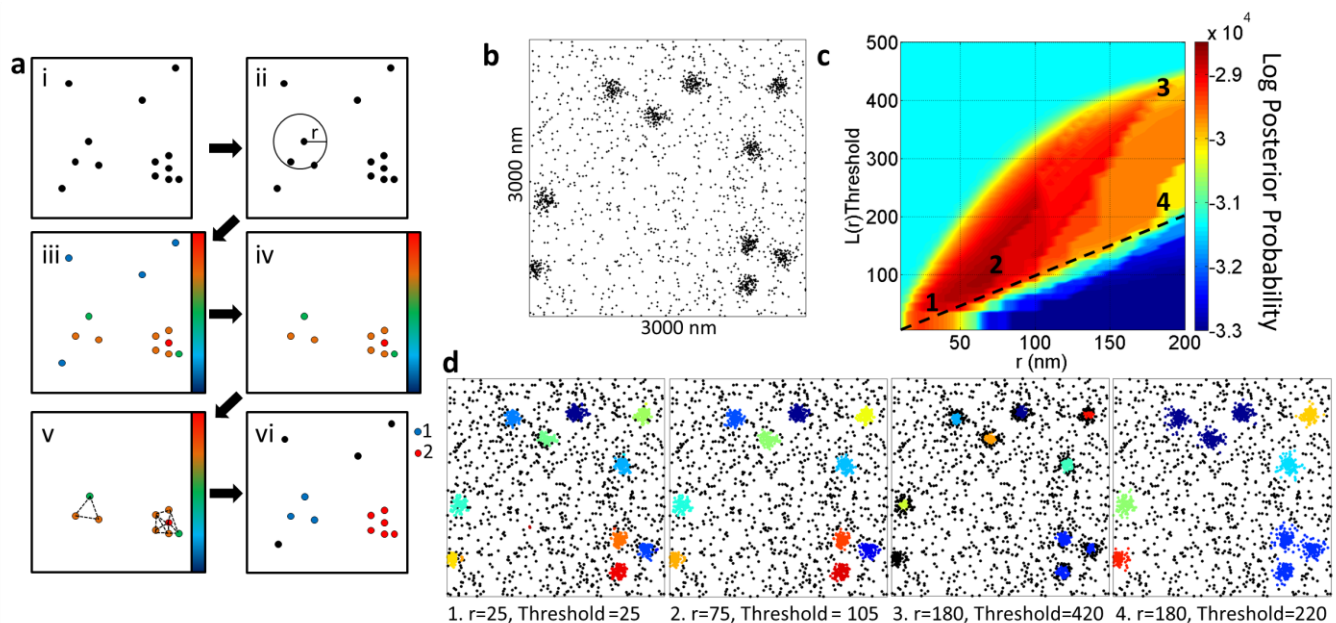 a
i
ii
r
iii
iv
v
vi
1
2
b
3000 nm
3000 nm
c
L(r)Threshold
500
400
300
200
100
50
100
150
200
r (nm)
1
2
3
4
x 10⁴
-2.9
-3
-3.1
-3.2
-3.3
Log Posterior Probability
d
1. r=25, Threshold=25
2. r=75, Threshold = 105
3. r=180, Threshold=420
4. r=180, Threshold=220